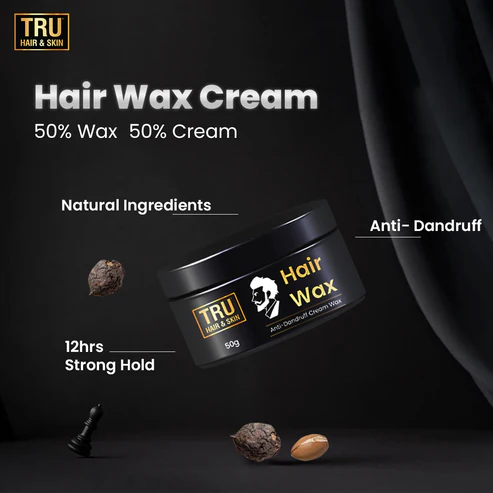 TRU
HAIR & SKIN
Hair Wax Cream
50% Wax 50% Cream
Natural Ingredients
Anti- Dandruff
Hair
Wax
TRU
HAIR & SKIN
Anti-Dandruff Cream Wax
50g
12hrs
Strong Hold